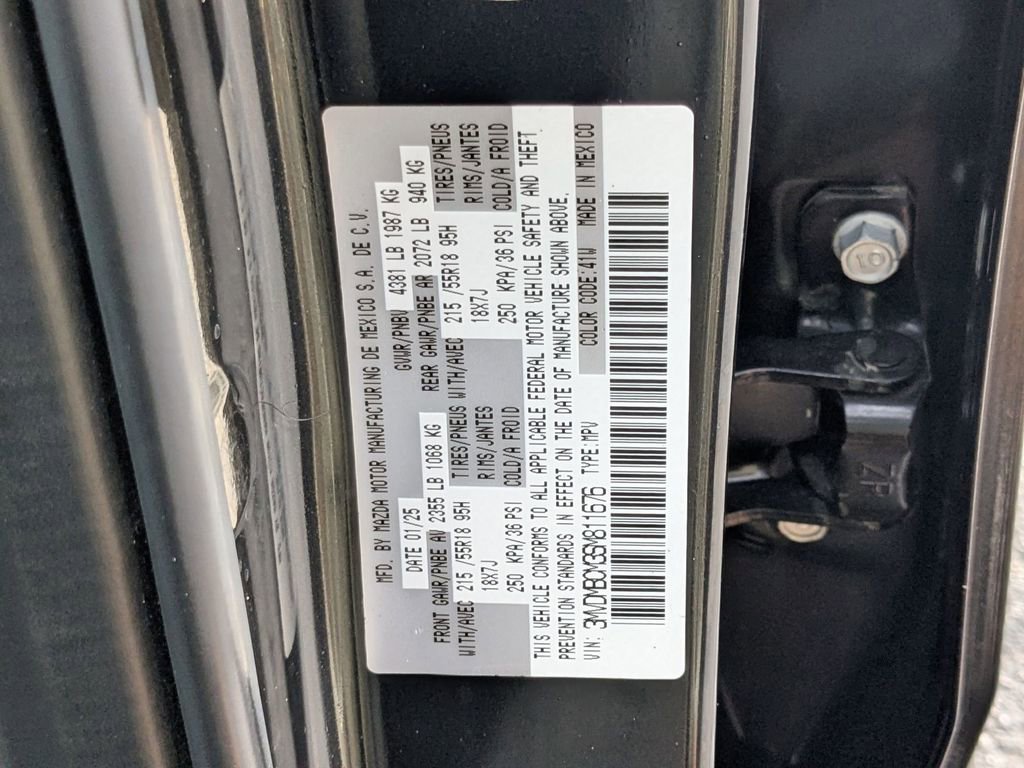 MFD. BY MAZDA MOTOR MANUFACTURING DE MEXICO S.A. DE C.V.
DATE 01/25 GVWR/PNBV 4381 LB 1987 KG
FRONT GAWR/PNBE AV 2355 LB 1068 KG REAR GAWR/PNBE AR 2072 LB 940 KG
WITH/AVEC 215 /55R18 95H TIRES/PNEUS WITH/AVEC 215 /55R18 95H TIRES/PNEUS
18X7J RIMS/JANTES 18X7J RIMS/JANTES
250 KPA/36 PSI COLD/A FROID 250 KPA/36 PSI COLD/A FROID
THIS VEHICLE CONFORMS TO ALL APPLICABLE FEDERAL MOTOR VEHICLE SAFETY AND THEFT
PREVENTION STANDARDS IN EFFECT ON THE DATE OF MANUFACTURE SHOWN ABOVE.
VIN: 3MVDMBCM3SM811676 TYPE:MPV COLOR CODE:41W MADE IN MEXICO
10
ZP